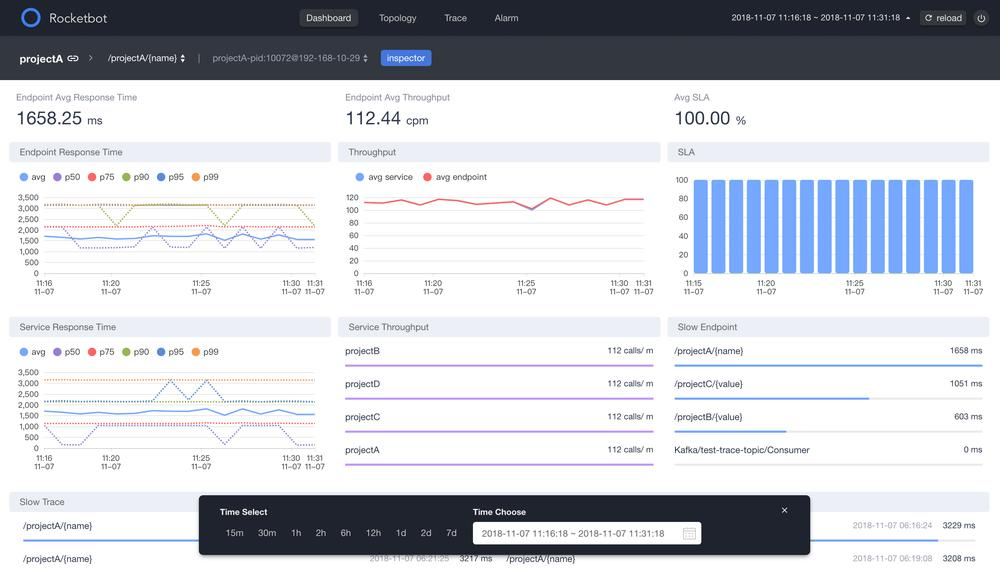 Rocketbot
Dashboard Topology Trace Alarm
2018-11-07 11:16:18 ~ 2018-11-07 11:31:18 reload
projectA /projectA/{name} | projectA-pid:10072@192-168-10-29 inspector
Endpoint Avg Response Time
1658.25 ms
Endpoint Avg Throughput
112.44 cpm
Avg SLA
100.00 %
Endpoint Response Time
avg p50 p75 p90 p95 p99
3,500
3,000
2,500
2,000
1,500
1,000
500
0
11:16 11:20 11:30 11:31
11-07 11-07 11-07 11-07
Throughput
avg service avg endpoint
120
100
80
60
40
20
0
11:16 11:20 11:25 11:30 11:31
11-07 11-07 11-07 11-07 11-07
SLA
100
80
60
40
20
0
11:15 11:20 11:25 11:30 11:31
11-07 11-07 11-07 11-07 11-07
Service Response Time
avg p50 p75 p90 p95 p99
3,500
3,000
2,500
2,000
1,500
1,000
500
0
11:16 11:20 11:30 11:31
11-07 11-07 11-07 11-07
Service Throughput
projectB 112 calls/ m
projectD 112 calls/ m
projectC 112 calls/ m
projectA 112 calls/ m
Slow Endpoint
/projectA/{name} 1658 ms
/projectC/{value} 1051 ms
/projectB/{value} 603 ms
Kafka/test-trace-topic/Consumer 0 ms
Slow Trace
/projectA/{name}
2018-11-07 06:16:24 3229 ms
/projectA/{name} 2018-11-07 06:21:25 3217 ms
/projectA/{name} 2018-11-07 06:19:08 3208 ms
Time Select
15m 30m 1h 2h 6h 12h 1d 2d 7d
Time Choose
2018-11-07 11:16:18 ~ 2018-11-07 11:31:18